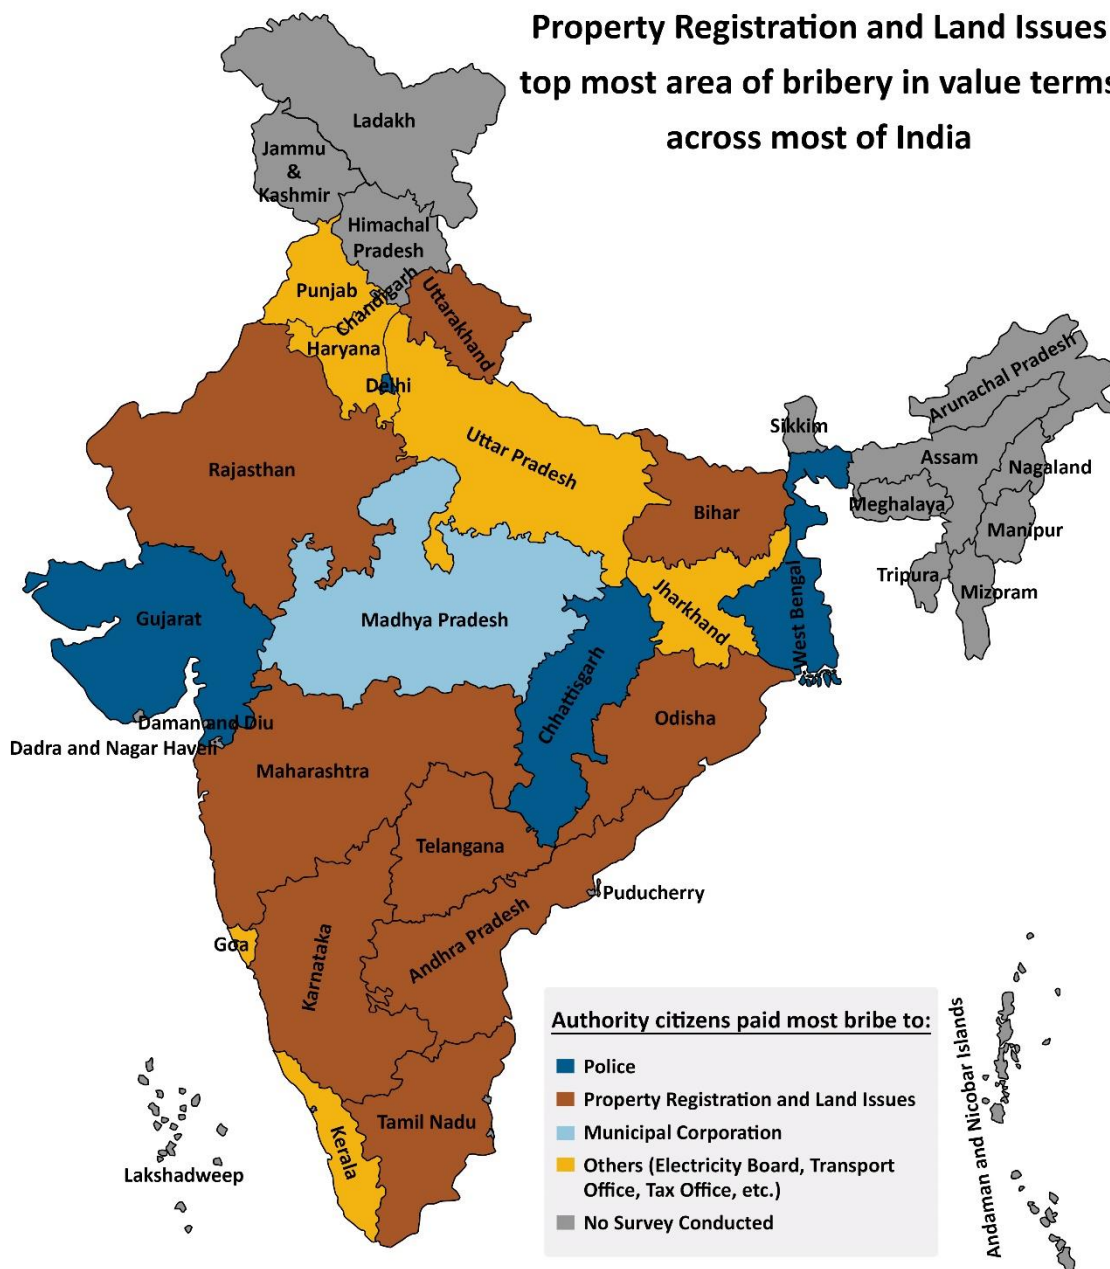 Property Registration and Land Issues
top most area of bribery in value terms
across most of India
Ladakh
Jammu
&
Kashmir
Himachal
Pradesh
Punjab
Chandigarh
Uttarakhand
Haryana
Delhi
Arunachal Pradesh
Sikkim
Uttar Pradesh
Assam
Nagaland
Rajasthan
Meghalaya
Bihar
Manipur
Tripura
Mizoram
Jharkhand
West Bengal
Gujarat
Madhya Pradesh
Chhattisgarh
Odisha
Daman and Diu
Dadra and Nagar Haveli
Maharashtra
Telangana
Puducherry
Andhra Pradesh
Goa
Karnataka
Tamil Nadu
Kerala
Lakshadweep
Andaman and Nicobar Islands
Authority citizens paid most bribe to:
Police
Property Registration and Land Issues
Municipal Corporation
Others (Electricity Board, Transport
Office, Tax Office, etc.)
No Survey Conducted